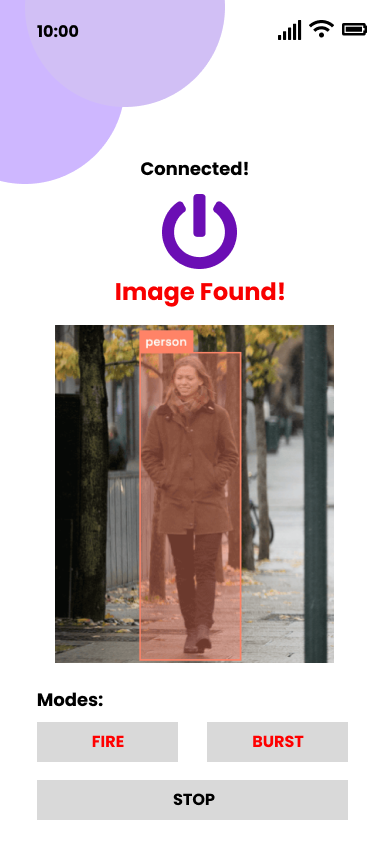 10:00
Connected!
Image Found!
person
Modes:
FIRE
BURST
STOP